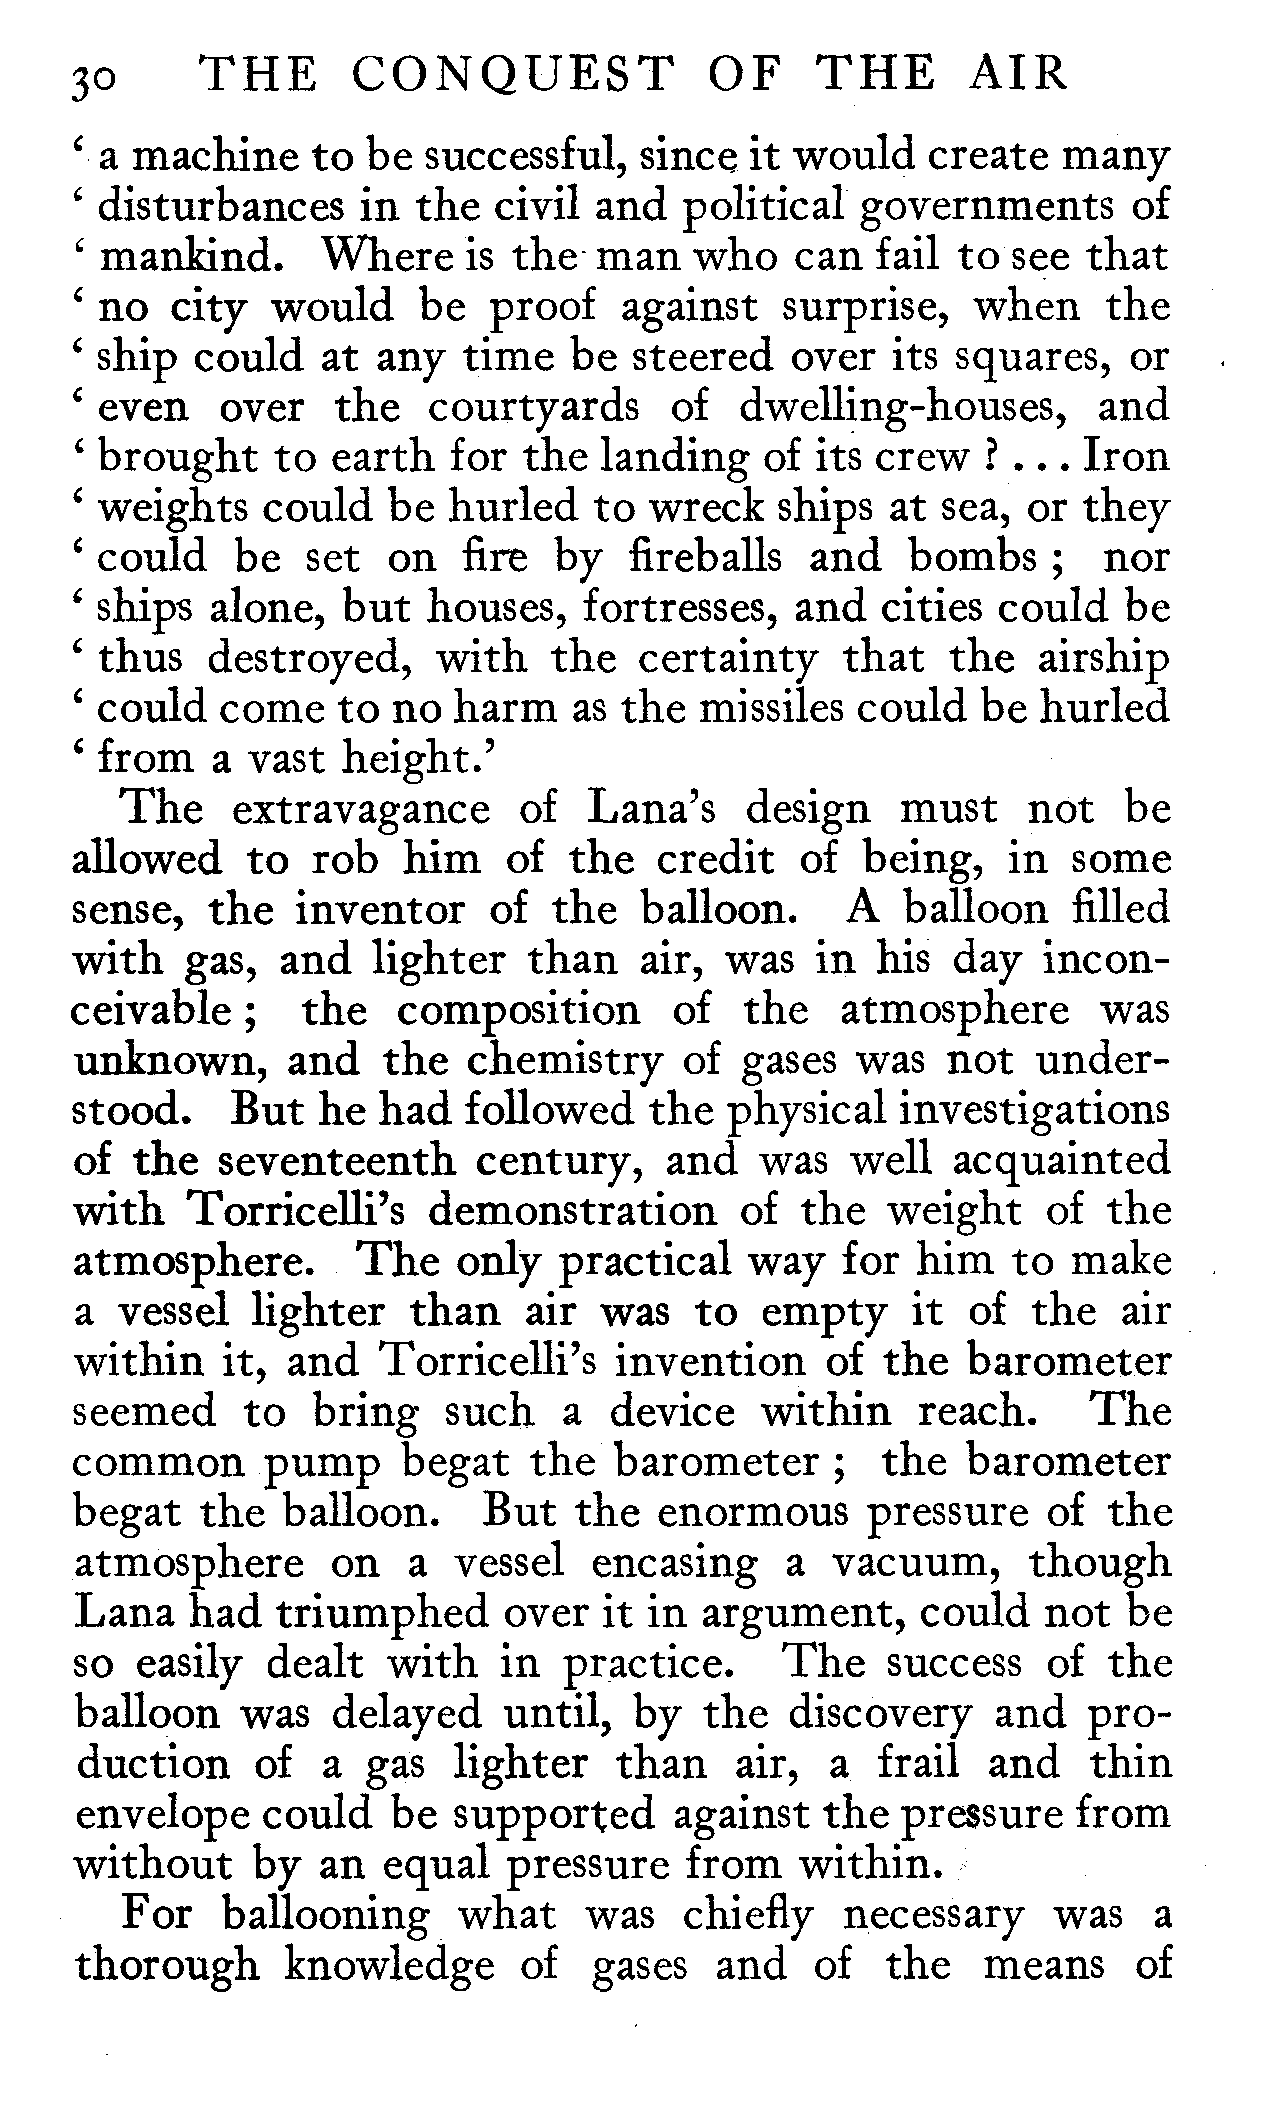 30 THE CONQUEST OF THE AIR
‘ a machine to be successful, since it would create many
‘ disturbances in the civil and political governments of
‘ mankind. Where is the man who can fail to see that
‘ no city would be proof against surprise, when the
‘ ship could at any time be steered over its squares, or
‘ even over the courtyards of dwelling-houses, and
‘ brought to earth for the landing of its crew ? . . . Iron
‘ weights could be hurled to wreck ships at sea, or they
‘ could be set on fire by fireballs and bombs ; nor
‘ ships alone, but houses, fortresses, and cities could be
‘ thus destroyed, with the certainty that the airship
‘ could come to no harm as the missiles could be hurled
‘ from a vast height.’
The extravagance of Lana’s design must not be
allowed to rob him of the credit of being, in some
sense, the inventor of the balloon. A balloon filled
with gas, and lighter than air, was in his day incon-
ceivable ; the composition of the atmosphere was
unknown, and the chemistry of gases was not under-
stood. But he had followed the physical investigations
of the seventeenth century, and was well acquainted
with Torricelli’s demonstration of the weight of the
atmosphere. The only practical way for him to make
a vessel lighter than air was to empty it of the air
within it, and Torricelli’s invention of the barometer
seemed to bring such a device within reach. The
common pump begat the barometer ; the barometer
begat the balloon. But the enormous pressure of the
atmosphere on a vessel encasing a vacuum, though
Lana had triumphed over it in argument, could not be
so easily dealt with in practice. The success of the
balloon was delayed until, by the discovery and pro-
duction of a gas lighter than air, a frail and thin
envelope could be supported against the pressure from
without by an equal pressure from within.
For ballooning what was chiefly necessary was a
thorough knowledge of gases and of the means of